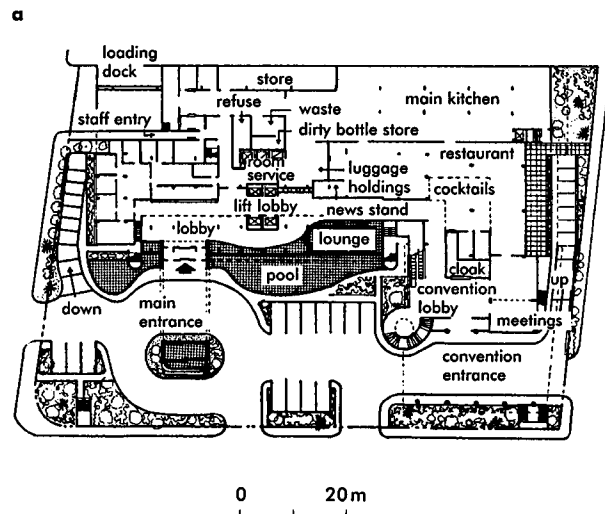 a
loading
dock
store
refuse
waste
main kitchen
staff entry
dirty bottle store
restaurant
room
service
luggage
holdings
cocktails
lift lobby
news stand
lobby
lounge
pool
cloak
convention
lobby
up
down
main
entrance
meetings
convention
entrance
0 20m